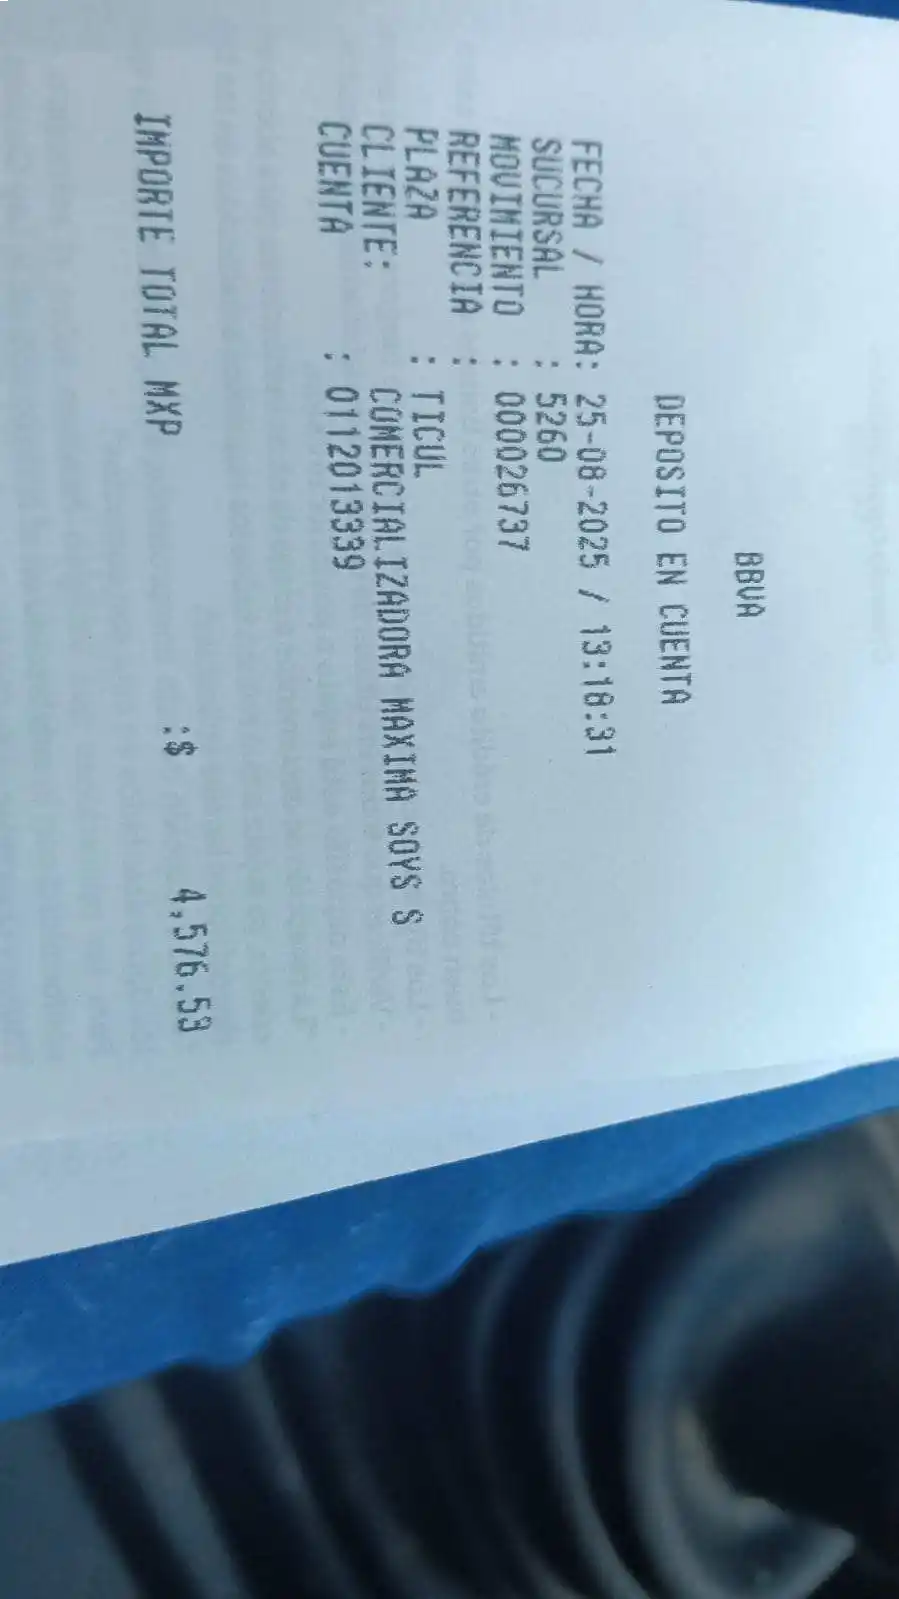 BBVA
DEPOSITO EN CUENTA
FECHA / HORA: 25-08-2025 / 13:18:31
SUCURSAL : 5260
MOVIMIENTO : 000026737
REFERENCIA :
PLAZA : TICUL
CLIENTE: COMERCIALIZADORA MAXIMA SOYS S
CUENTA : 0112013339
IMPORTE TOTAL MXP :$ 4,576.53